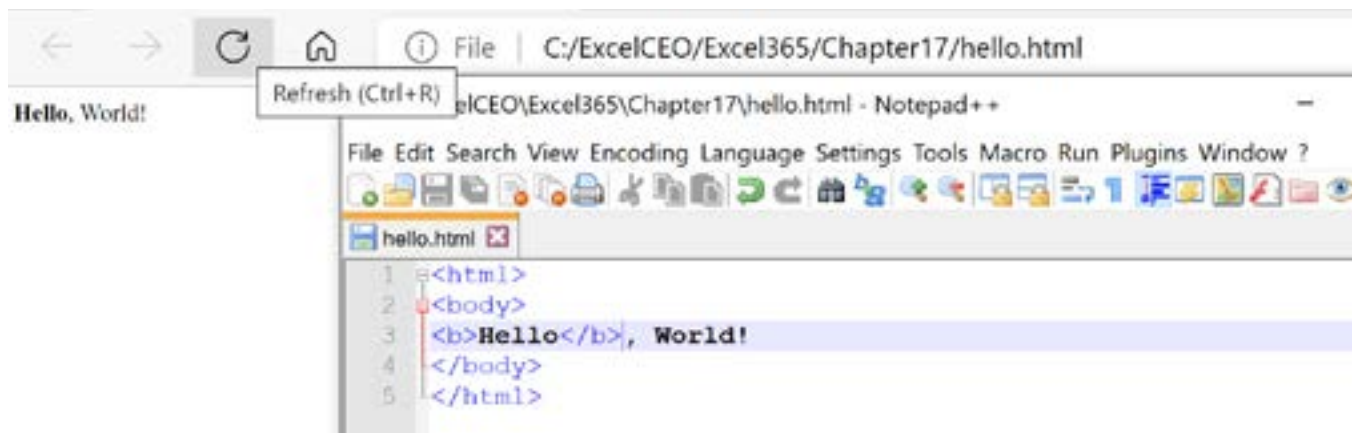 File | C:/ExcelCEO/Excel365/Chapter17/hello.html
Refresh (Ctrl+R)
Hello, World!
elCEO\Excel365\Chapter17\hello.html - Notepad++
File Edit Search View Encoding Language Settings Tools Macro Run Plugins Window ?
hello.html
1 <html>
2 <body>
3 <b>Hello</b>, World!
4 </body>
5 </html>